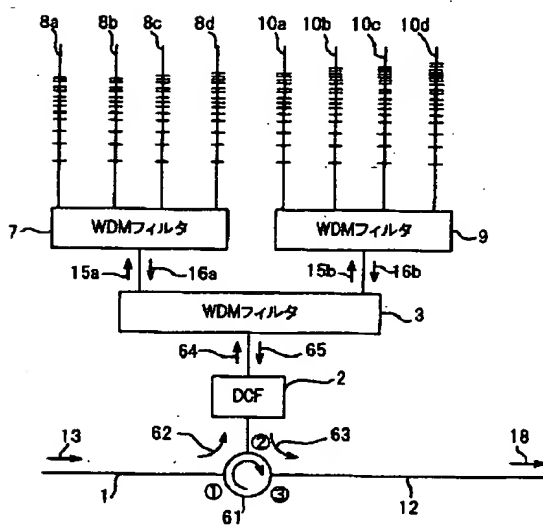 8a 8b 8c 8d 10a 10b 10c 10d
7 WDMフィルタ WDMフィルタ 9
15a 16a 15b 16b
WDMフィルタ 3
64 65
DCF 2
13 62 ② 63 18
1 ① ③ 12
61